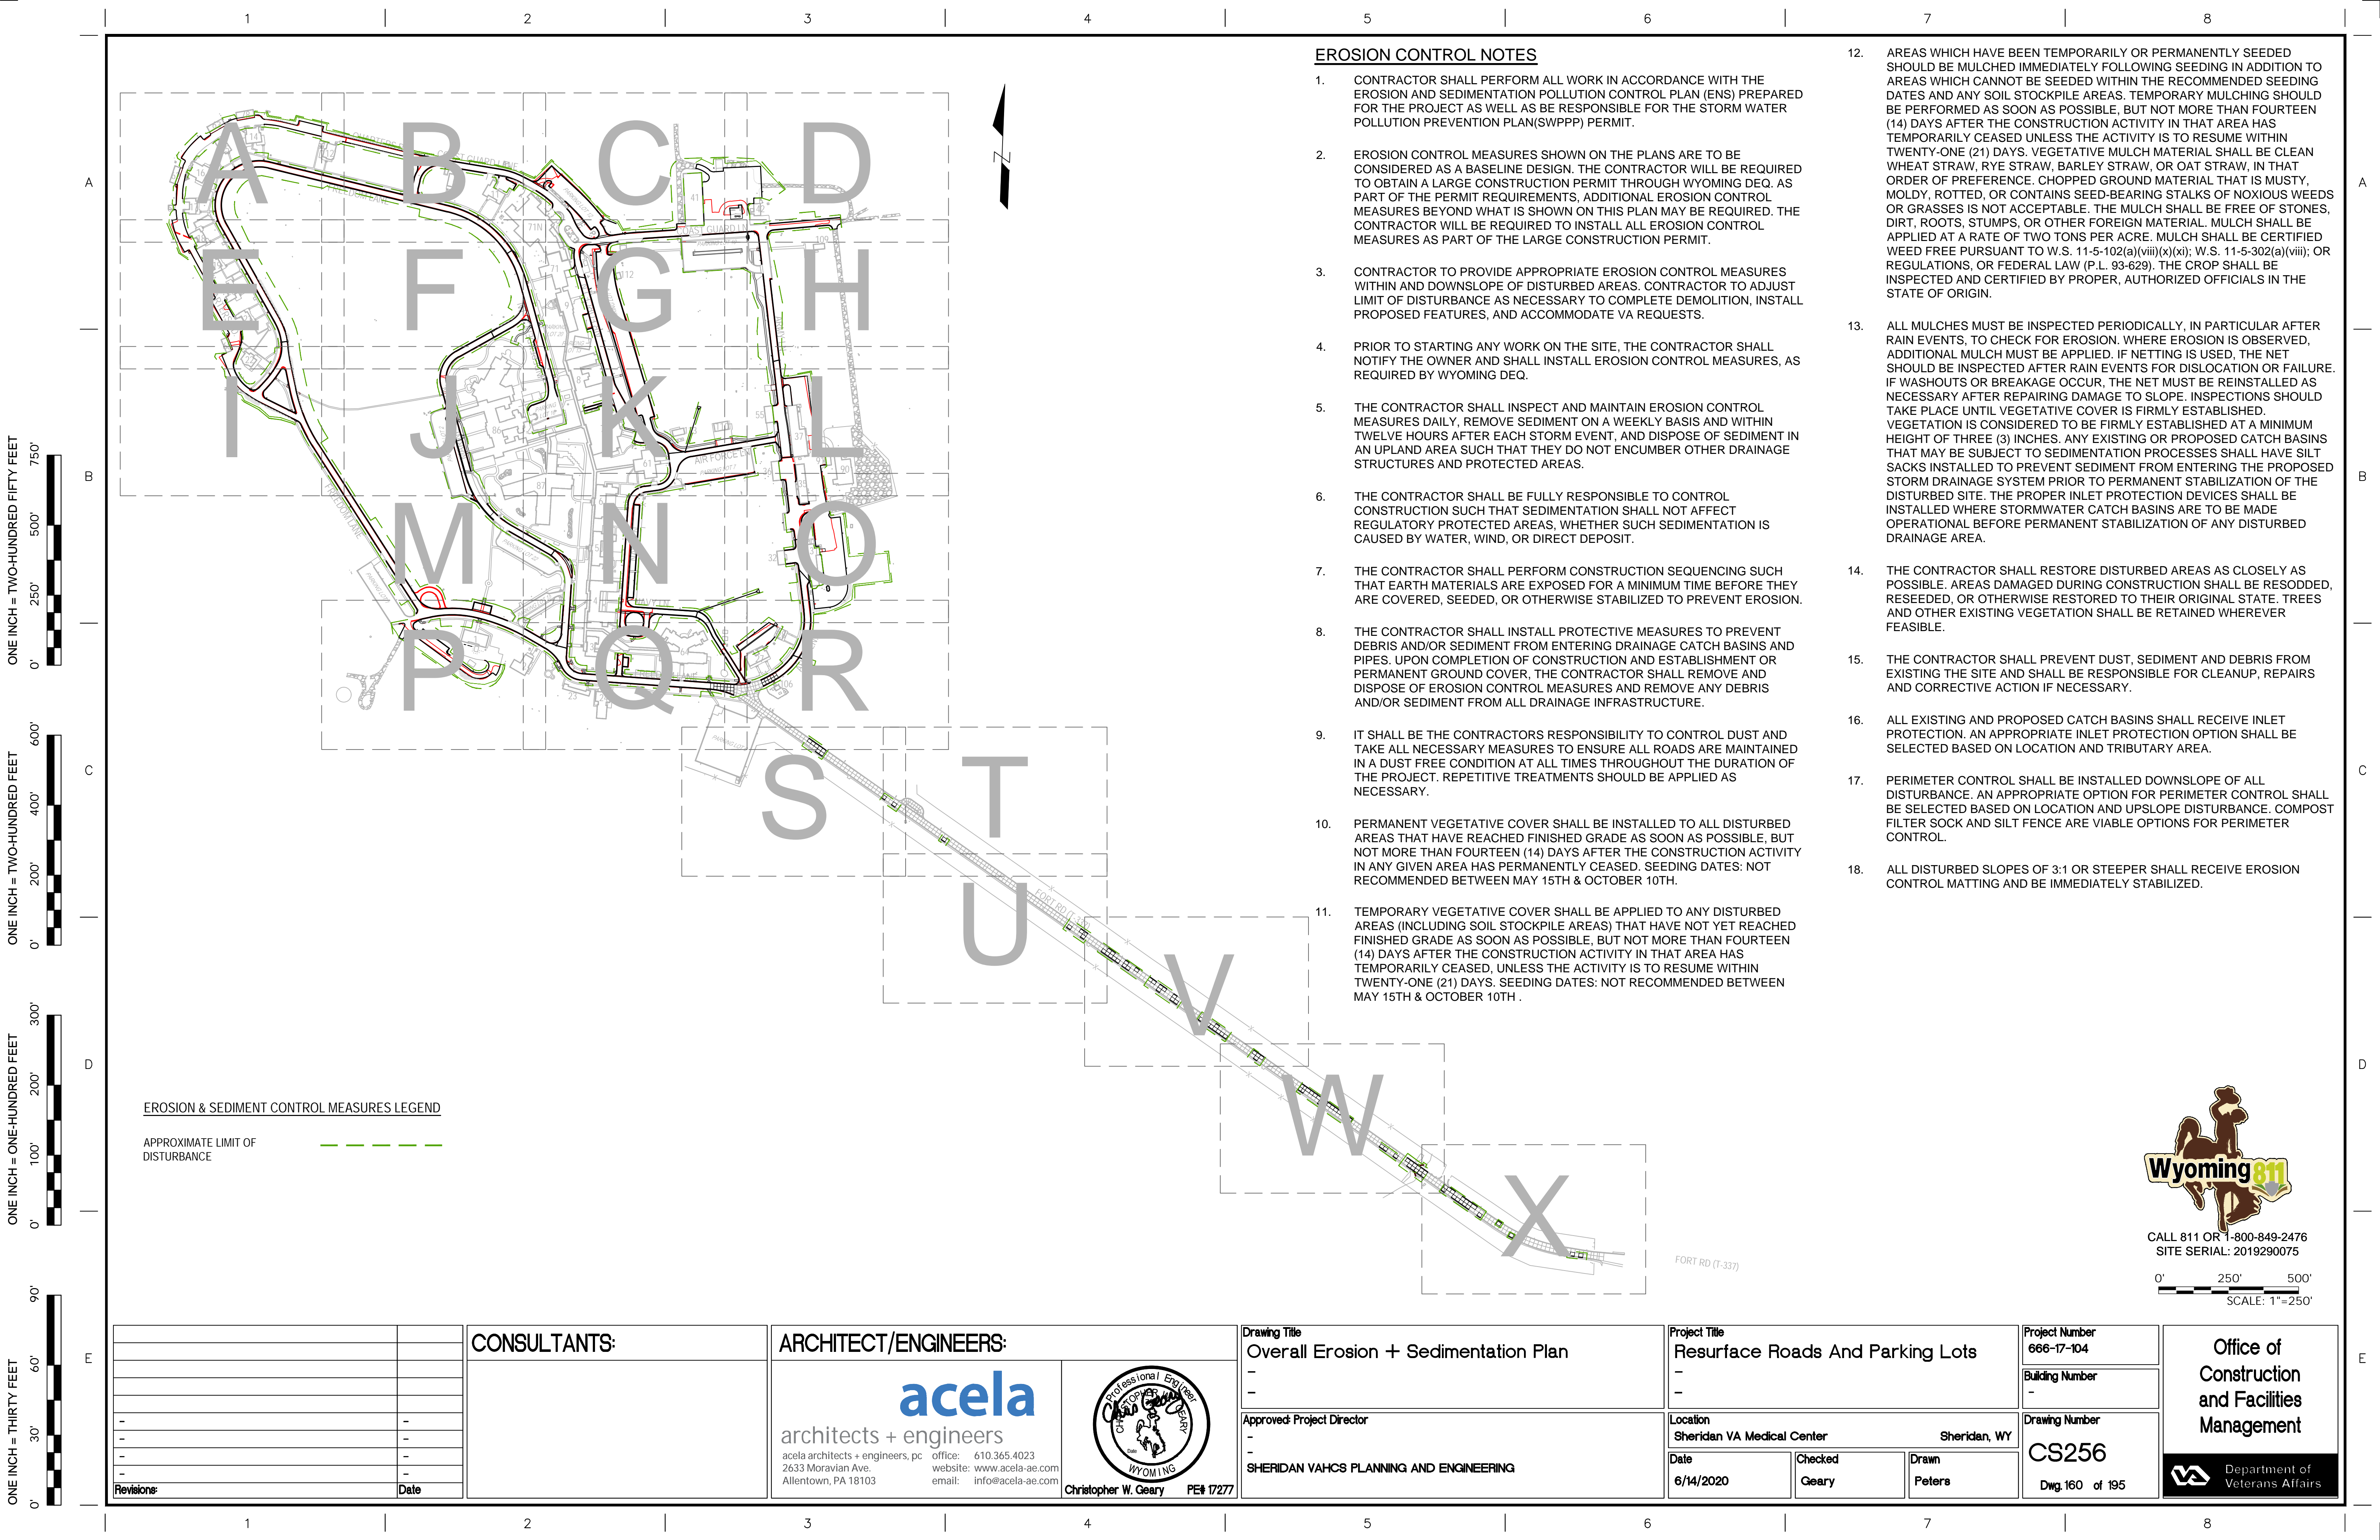 1 2 3 4 5 6 7 8
EROSION CONTROL NOTES
1. CONTRACTOR SHALL PERFORM ALL WORK IN ACCORDANCE WITH THE
EROSION AND SEDIMENTATION POLLUTION CONTROL PLAN (ENS) PREPARED
FOR THE PROJECT AS WELL AS BE RESPONSIBLE FOR THE STORM WATER
POLLUTION PREVENTION PLAN(SWPPP) PERMIT.
2. EROSION CONTROL MEASURES SHOWN ON THE PLANS ARE TO BE
CONSIDERED AS A BASELINE DESIGN. THE CONTRACTOR WILL BE REQUIRED
TO OBTAIN A LARGE CONSTRUCTION PERMIT THROUGH WYOMING DEQ. AS
PART OF THE PERMIT REQUIREMENTS, ADDITIONAL EROSION CONTROL
MEASURES BEYOND WHAT IS SHOWN ON THIS PLAN MAY BE REQUIRED. THE
CONTRACTOR WILL BE REQUIRED TO INSTALL ALL EROSION CONTROL
MEASURES AS PART OF THE LARGE CONSTRUCTION PERMIT.
3. CONTRACTOR TO PROVIDE APPROPRIATE EROSION CONTROL MEASURES
WITHIN AND DOWNSLOPE OF DISTURBED AREAS. CONTRACTOR TO ADJUST
LIMIT OF DISTURBANCE AS NECESSARY TO COMPLETE DEMOLITION, INSTALL
PROPOSED FEATURES, AND ACCOMMODATE VA REQUESTS.
4. PRIOR TO STARTING ANY WORK ON THE SITE, THE CONTRACTOR SHALL
NOTIFY THE OWNER AND SHALL INSTALL EROSION CONTROL MEASURES, AS
REQUIRED BY WYOMING DEQ.
5. THE CONTRACTOR SHALL INSPECT AND MAINTAIN EROSION CONTROL
MEASURES DAILY, REMOVE SEDIMENT ON A WEEKLY BASIS AND WITHIN
TWELVE HOURS AFTER EACH STORM EVENT, AND DISPOSE OF SEDIMENT IN
AN UPLAND AREA SUCH THAT THEY DO NOT ENCUMBER OTHER DRAINAGE
STRUCTURES AND PROTECTED AREAS.
6. THE CONTRACTOR SHALL BE FULLY RESPONSIBLE TO CONTROL
CONSTRUCTION SUCH THAT SEDIMENTATION SHALL NOT AFFECT
REGULATORY PROTECTED AREAS, WHETHER SUCH SEDIMENTATION IS
CAUSED BY WATER, WIND, OR DIRECT DEPOSIT.
7. THE CONTRACTOR SHALL PERFORM CONSTRUCTION SEQUENCING SUCH
THAT EARTH MATERIALS ARE EXPOSED FOR A MINIMUM TIME BEFORE THEY
ARE COVERED, SEEDED, OR OTHERWISE STABILIZED TO PREVENT EROSION.
8. THE CONTRACTOR SHALL INSTALL PROTECTIVE MEASURES TO PREVENT
DEBRIS AND/OR SEDIMENT FROM ENTERING DRAINAGE CATCH BASINS AND
PIPES. UPON COMPLETION OF CONSTRUCTION AND ESTABLISHMENT OR
PERMANENT GROUND COVER, THE CONTRACTOR SHALL REMOVE AND
DISPOSE OF EROSION CONTROL MEASURES AND REMOVE ANY DEBRIS
AND/OR SEDIMENT FROM ALL DRAINAGE INFRASTRUCTURE.
9. IT SHALL BE THE CONTRACTORS RESPONSIBILITY TO CONTROL DUST AND
TAKE ALL NECESSARY MEASURES TO ENSURE ALL ROADS ARE MAINTAINED
IN A DUST FREE CONDITION AT ALL TIMES THROUGHOUT THE DURATION OF
THE PROJECT. REPETITIVE TREATMENTS SHOULD BE APPLIED AS
NECESSARY.
10. PERMANENT VEGETATIVE COVER SHALL BE INSTALLED TO ALL DISTURBED
AREAS THAT HAVE REACHED FINISHED GRADE AS SOON AS POSSIBLE, BUT
NOT MORE THAN FOURTEEN (14) DAYS AFTER THE CONSTRUCTION ACTIVITY
IN ANY GIVEN AREA HAS PERMANENTLY CEASED. SEEDING DATES: NOT
RECOMMENDED BETWEEN MAY 15TH & OCTOBER 10TH.
11. TEMPORARY VEGETATIVE COVER SHALL BE APPLIED TO ANY DISTURBED
AREAS (INCLUDING SOIL STOCKPILE AREAS) THAT HAVE NOT YET REACHED
FINISHED GRADE AS SOON AS POSSIBLE, BUT NOT MORE THAN FOURTEEN
(14) DAYS AFTER THE CONSTRUCTION ACTIVITY IN THAT AREA HAS
TEMPORARILY CEASED, UNLESS THE ACTIVITY IS TO RESUME WITHIN
TWENTY-ONE (21) DAYS. SEEDING DATES: NOT RECOMMENDED BETWEEN
MAY 15TH & OCTOBER 10TH .
12. AREAS WHICH HAVE BEEN TEMPORARILY OR PERMANENTLY SEEDED
SHOULD BE MULCHED IMMEDIATELY FOLLOWING SEEDING IN ADDITION TO
AREAS WHICH CANNOT BE SEEDED WITHIN THE RECOMMENDED SEEDING
DATES AND ANY SOIL STOCKPILE AREAS. TEMPORARY MULCHING SHOULD
BE PERFORMED AS SOON AS POSSIBLE, BUT NOT MORE THAN FOURTEEN
(14) DAYS AFTER THE CONSTRUCTION ACTIVITY IN THAT AREA HAS
TEMPORARILY CEASED UNLESS THE ACTIVITY IS TO RESUME WITHIN
TWENTY-ONE (21) DAYS. VEGETATIVE MULCH MATERIAL SHALL BE CLEAN
WHEAT STRAW, RYE STRAW, BARLEY STRAW, OR OAT STRAW, IN THAT
ORDER OF PREFERENCE. CHOPPED GROUND MATERIAL THAT IS MUSTY,
MOLDY, ROTTED, OR CONTAINS SEED-BEARING STALKS OF NOXIOUS WEEDS
OR GRASSES IS NOT ACCEPTABLE. THE MULCH SHALL BE FREE OF STONES,
DIRT, ROOTS, STUMPS, OR OTHER FOREIGN MATERIAL. MULCH SHALL BE
APPLIED AT A RATE OF TWO TONS PER ACRE. MULCH SHALL BE CERTIFIED
WEED FREE PURSUANT TO W.S. 11-5-102(a)(viii)(x)(xi); W.S. 11-5-302(a)(viii); OR
REGULATIONS, OR FEDERAL LAW (P.L. 93-629). THE CROP SHALL BE
INSPECTED AND CERTIFIED BY PROPER, AUTHORIZED OFFICIALS IN THE
STATE OF ORIGIN.
13. ALL MULCHES MUST BE INSPECTED PERIODICALLY, IN PARTICULAR AFTER
RAIN EVENTS, TO CHECK FOR EROSION. WHERE EROSION IS OBSERVED,
ADDITIONAL MULCH MUST BE APPLIED. IF NETTING IS USED, THE NET
SHOULD BE INSPECTED AFTER RAIN EVENTS FOR DISLOCATION OR FAILURE.
IF WASHOUTS OR BREAKAGE OCCUR, THE NET MUST BE REINSTALLED AS
NECESSARY AFTER REPAIRING DAMAGE TO SLOPE. INSPECTIONS SHOULD
TAKE PLACE UNTIL VEGETATIVE COVER IS FIRMLY ESTABLISHED.
VEGETATION IS CONSIDERED TO BE FIRMLY ESTABLISHED AT A MINIMUM
HEIGHT OF THREE (3) INCHES. ANY EXISTING OR PROPOSED CATCH BASINS
THAT MAY BE SUBJECT TO SEDIMENTATION PROCESSES SHALL HAVE SILT
SACKS INSTALLED TO PREVENT SEDIMENT FROM ENTERING THE PROPOSED
STORM DRAINAGE SYSTEM PRIOR TO PERMANENT STABILIZATION OF THE
DISTURBED SITE. THE PROPER INLET PROTECTION DEVICES SHALL BE
INSTALLED WHERE STORMWATER CATCH BASINS ARE TO BE MADE
OPERATIONAL BEFORE PERMANENT STABILIZATION OF ANY DISTURBED
DRAINAGE AREA.
14. THE CONTRACTOR SHALL RESTORE DISTURBED AREAS AS CLOSELY AS
POSSIBLE. AREAS DAMAGED DURING CONSTRUCTION SHALL BE RESODDED,
RESEEDED, OR OTHERWISE RESTORED TO THEIR ORIGINAL STATE. TREES
AND OTHER EXISTING VEGETATION SHALL BE RETAINED WHEREVER
FEASIBLE.
15. THE CONTRACTOR SHALL PREVENT DUST, SEDIMENT AND DEBRIS FROM
EXISTING THE SITE AND SHALL BE RESPONSIBLE FOR CLEANUP, REPAIRS
AND CORRECTIVE ACTION IF NECESSARY.
16. ALL EXISTING AND PROPOSED CATCH BASINS SHALL RECEIVE INLET
PROTECTION. AN APPROPRIATE INLET PROTECTION OPTION SHALL BE
SELECTED BASED ON LOCATION AND TRIBUTARY AREA.
17. PERIMETER CONTROL SHALL BE INSTALLED DOWNSLOPE OF ALL
DISTURBANCE. AN APPROPRIATE OPTION FOR PERIMETER CONTROL SHALL
BE SELECTED BASED ON LOCATION AND UPSLOPE DISTURBANCE. COMPOST
FILTER SOCK AND SILT FENCE ARE VIABLE OPTIONS FOR PERIMETER
CONTROL.
18. ALL DISTURBED SLOPES OF 3:1 OR STEEPER SHALL RECEIVE EROSION
CONTROL MATTING AND BE IMMEDIATELY STABILIZED.
A B C D
E F G H
I J K L
M N O
P Q R
S T
U
V
W
X
Z
AIR FORCE
FORT RD (T-337)
FORT RD (T-337)
A B C D E
A B C D E
ONE INCH = TWO-HUNDRED FIFTY FEET
0' 250' 500' 750'
ONE INCH = TWO-HUNDRED FEET
0' 200' 400' 600'
ONE INCH = ONE-HUNDRED FEET
0' 100' 200' 300'
ONE INCH = THIRTY FEET
0' 30' 60' 90'
EROSION & SEDIMENT CONTROL MEASURES LEGEND
APPROXIMATE LIMIT OF
DISTURBANCE
Wyoming811
CALL 811 OR 1-800-849-2476
SITE SERIAL: 2019290075
0' 250' 500'
SCALE: 1"=250'
Revisions: Date
CONSULTANTS:
ARCHITECT/ENGINEERS:
acela
architects + engineers
acela architects + engineers, pc office: 610.365.4023
2633 Moravian Ave. website: www.acela-ae.com
Allentown, PA 18103 email: info@acela-ae.com
Professional Engineer
WYOMING
Date
Christopher W. Geary PE# 17277
Drawing Title
Overall Erosion + Sedimentation Plan
Approved: Project Director
SHERIDAN VAHCS PLANNING AND ENGINEERING
Project Title
Resurface Roads And Parking Lots
Location
Sheridan VA Medical Center Sheridan, WY
Date
6/14/2020
Checked
Geary
Drawn
Peters
Project Number
666-17-104
Building Number
-
Drawing Number
CS256
Dwg. 160 of 195
Office of
Construction
and Facilities
Management
VA
Department of
Veterans Affairs
1 2 3 4 5 6 7 8